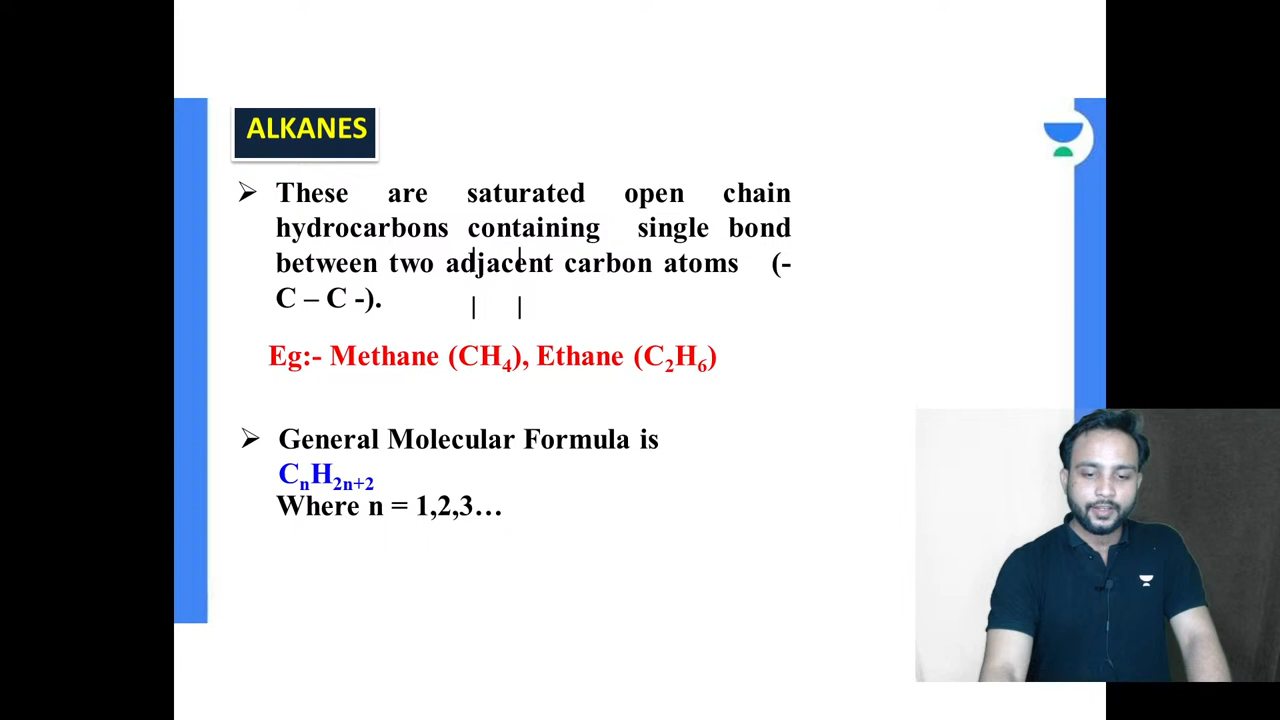 ALKANES
➢ These are saturated open chain
hydrocarbons containing single bond
between two adjacent carbon atoms (-
C – C -).
| |
| |
Eg:- Methane (CH₄), Ethane (C₂H₆)
➢ General Molecular Formula is
CₙH₂ₙ₊₂
Where n = 1,2,3…